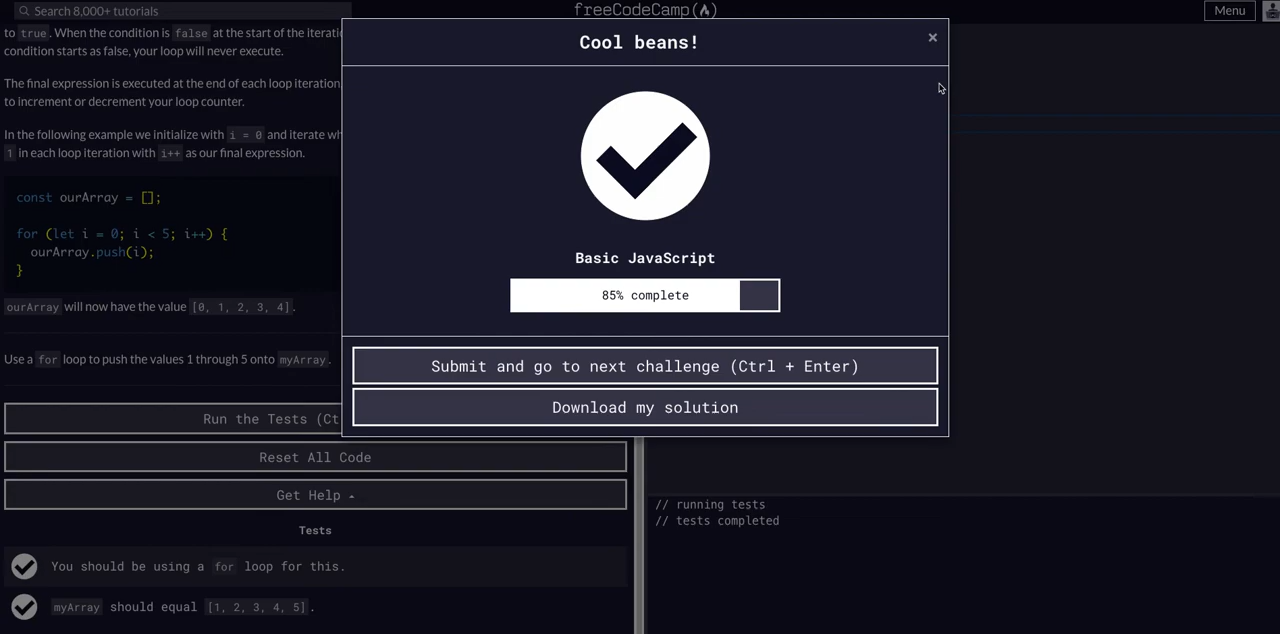 Search 8,000+ tutorials
freeCodeCamp
Menu
to true. When the condition is false at the start of the
condition starts as false, your loop will never execute.
The final expression is executed at the end of each loop iteration,
to increment or decrement your loop counter.
In the following example we initialize with i = 0 and iterate
1 in each loop iteration with i++ as our final expression.
const ourArray = [];
for (let i = 0; i < 5; i++) {
ourArray.push(i);
}
ourArray will now have the value [0, 1, 2, 3, 4].
Use a for loop to push the values 1 through 5 onto myArray.
Run the Tests (Ct
Reset All Code
Get Help
Tests
You should be using a for loop for this.
myArray should equal [1, 2, 3, 4, 5].
Cool beans!
×
Basic JavaScript
85% complete
Submit and go to next challenge (Ctrl + Enter)
Download my solution
// running tests
// tests completed